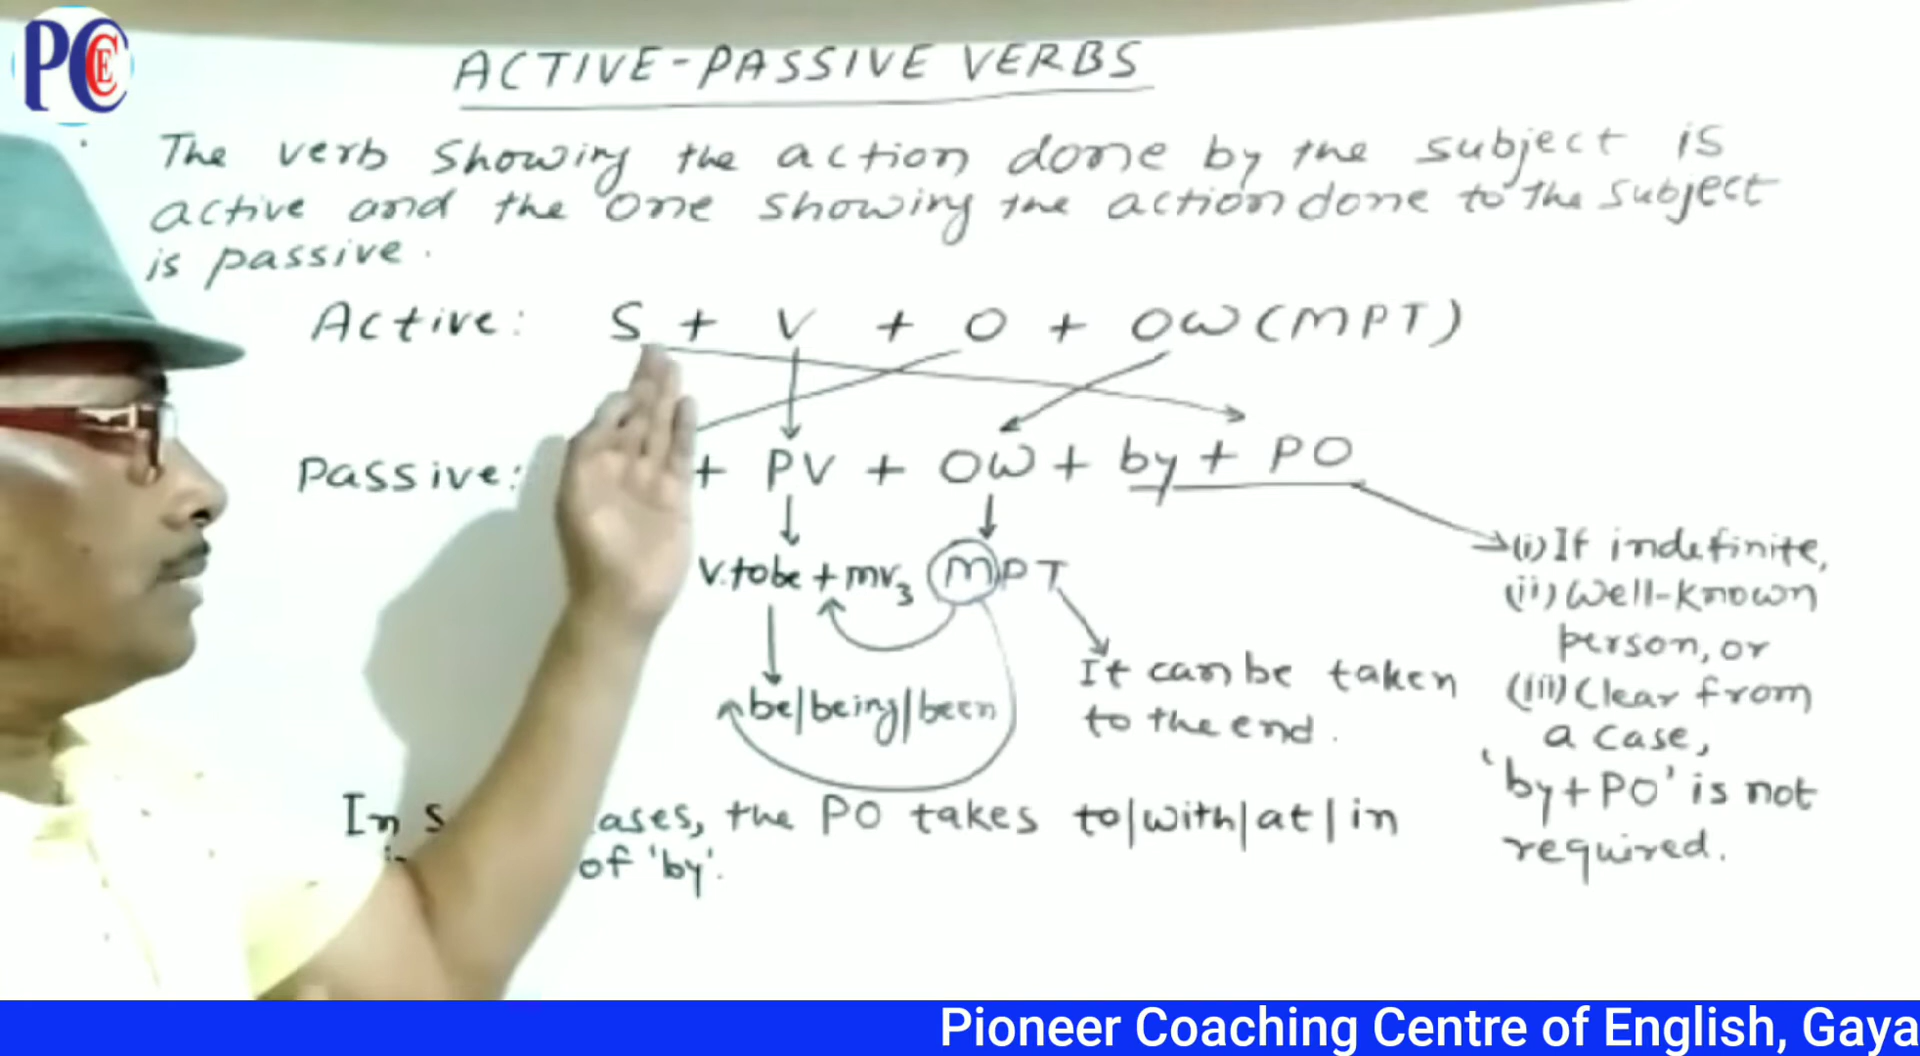 PCCE
ACTIVE-PASSIVE VERBS
The verb showing the action done by the subject is
active and the one showing the action done to the subject
is passive.
Active: S + V + O + OW (MPT)
Passive: + PV + OW + by + PO
V.tobe + mv3 MPT
be/being/been
It can be taken
to the end.
(i) If indefinite,
(ii) Well-known
person, or
(iii) Clear from
a case,
'by+PO' is not
required.
In ases, the PO takes to/with/at/in
of 'by'.
Pioneer Coaching Centre of English, Gaya